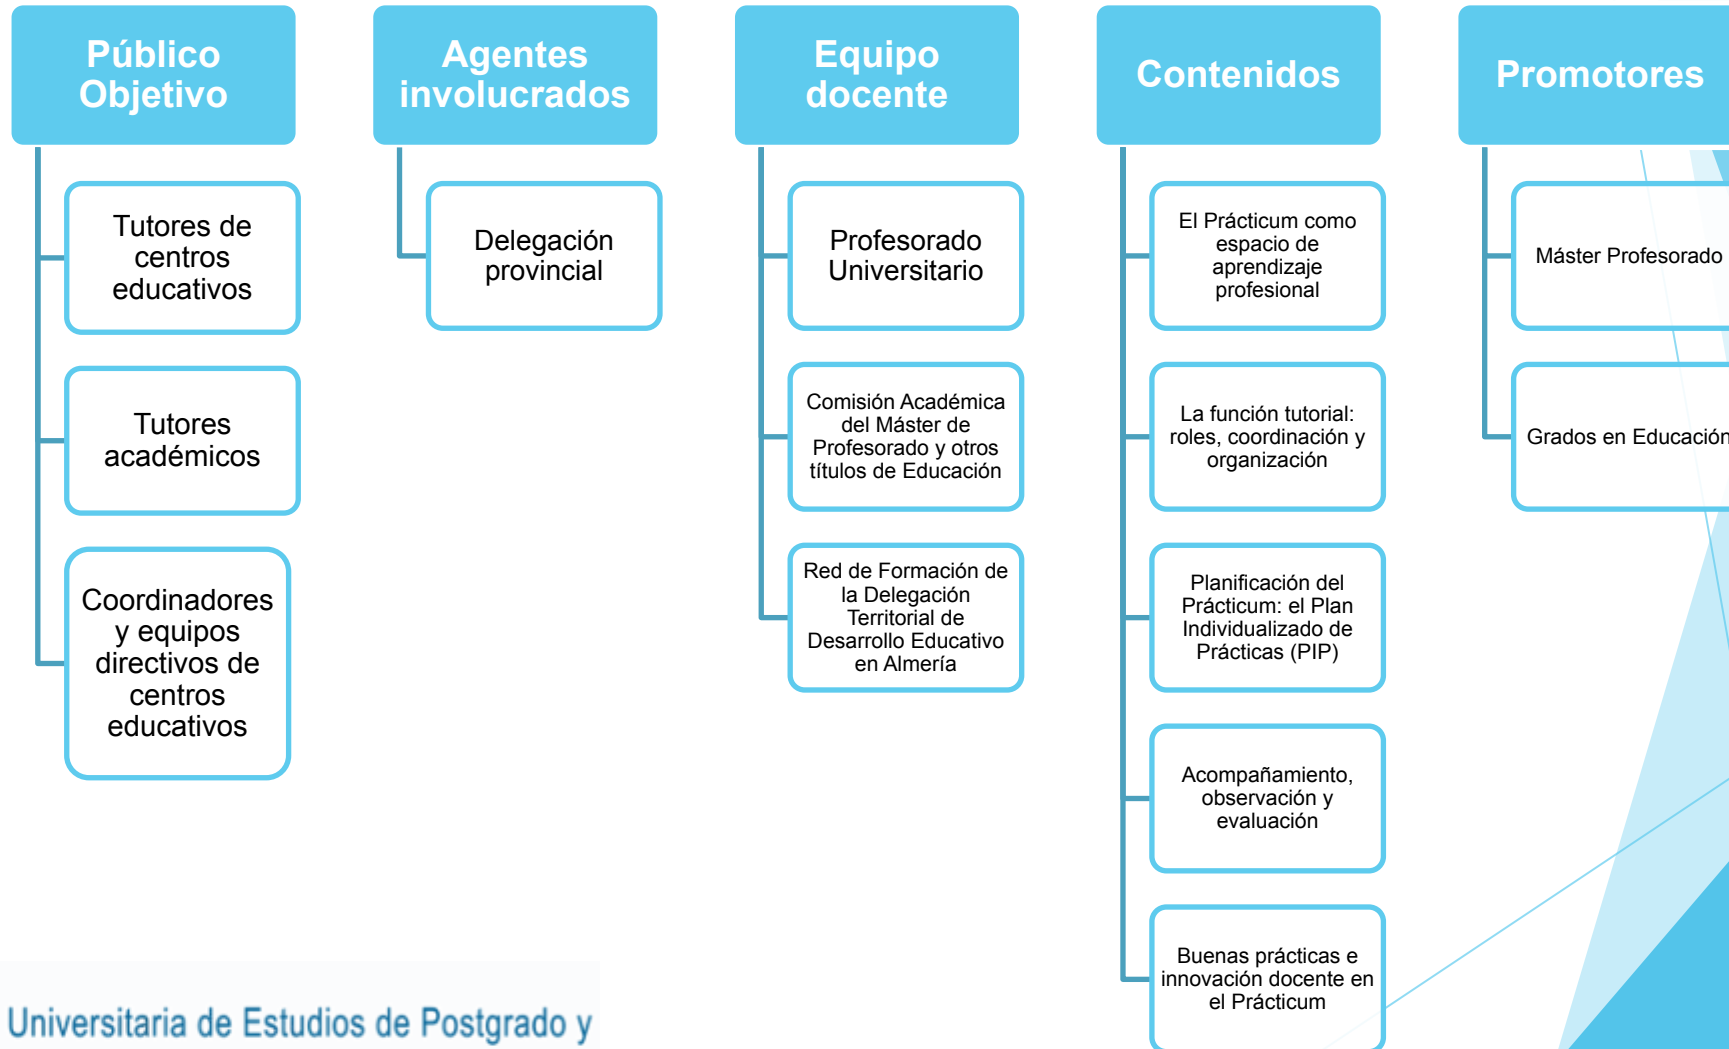 Público
Objetivo
Tutores de
centros
educativos
Tutores
académicos
Coordinadores
y equipos
directivos de
centros
educativos
Agentes
involucrados
Delegación
provincial
Equipo
docente
Profesorado
Universitario
Comisión Académica
del Máster de
Profesorado y otros
títulos de Educación
Red de Formación de
la Delegación
Territorial de
Desarrollo Educativo
en Almería
Contenidos
El Prácticum como
espacio de
aprendizaje
profesional
La función tutorial:
roles, coordinación y
organización
Planificación del
Prácticum: el Plan
Individualizado de
Prácticas (PIP)
Acompañamiento,
observación y
evaluación
Buenas prácticas e
innovación docente en
el Prácticum
Promotores
Máster Profesorado
Grados en Educación
Universitaria de Estudios de Postgrado y